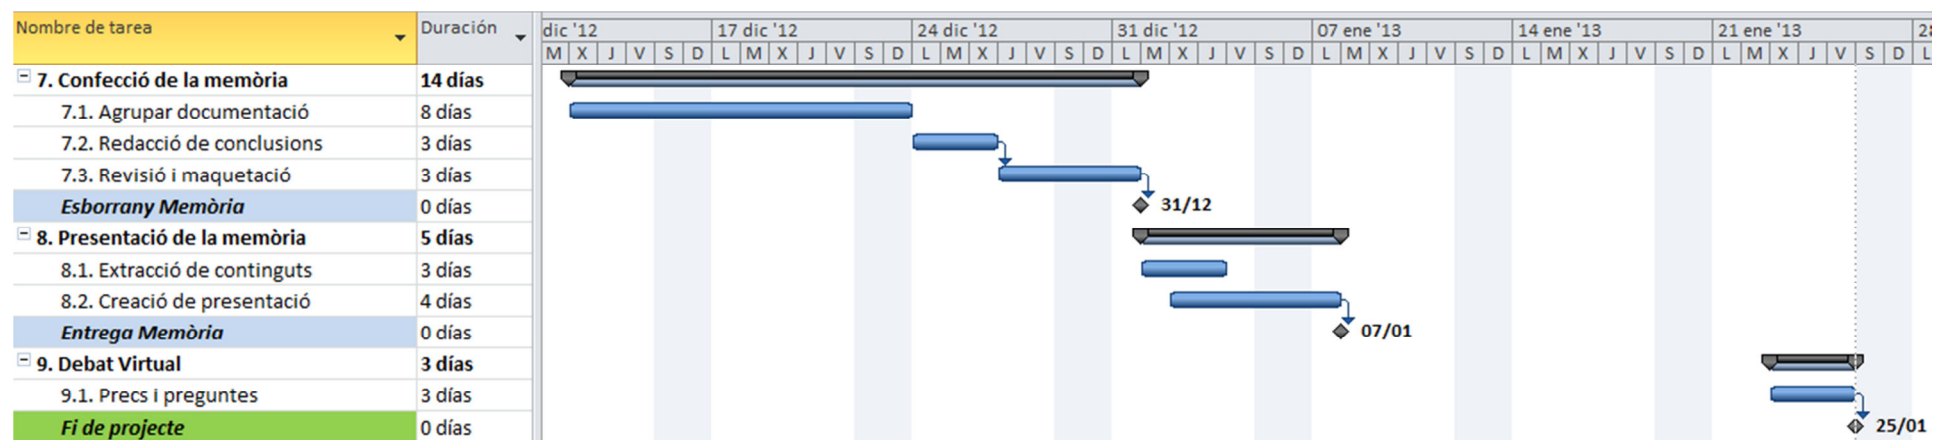 Nombre de tarea Duración dic '12 17 dic '12 24 dic '12 31 dic '12 07 ene '13 14 ene '13 21 ene '13
M X J V S D L M X J V S D L M X J V S D L M X J V S D L M X J V S D L M X J V S D L M X J V S D L
7. Confecció de la memòria 14 días
7.1. Agrupar documentació 8 días
7.2. Redacció de conclusions 3 días
7.3. Revisió i maquetació 3 días
Esborrany Memòria 0 días 31/12
8. Presentació de la memòria 5 días
8.1. Extracció de continguts 3 días
8.2. Creació de presentació 4 días
Entrega Memòria 0 días 07/01
9. Debat Virtual 3 días
9.1. Precs i preguntes 3 días
Fi de projecte 0 días 25/01